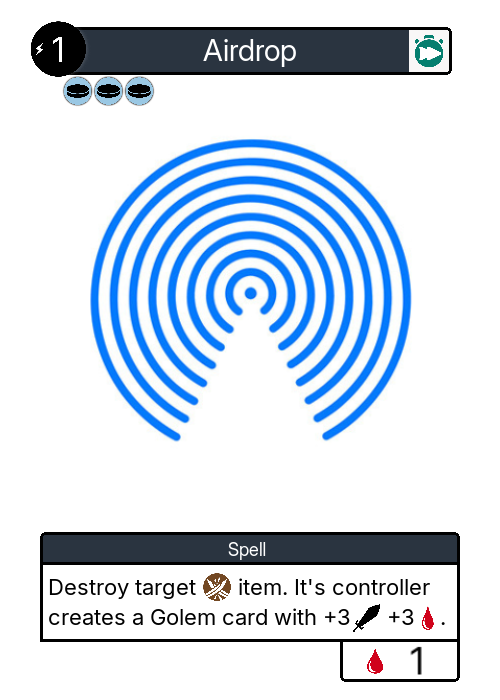 1
Airdrop
Spell
Destroy target item. It's controller
creates a Golem card with +3 +3 .
1